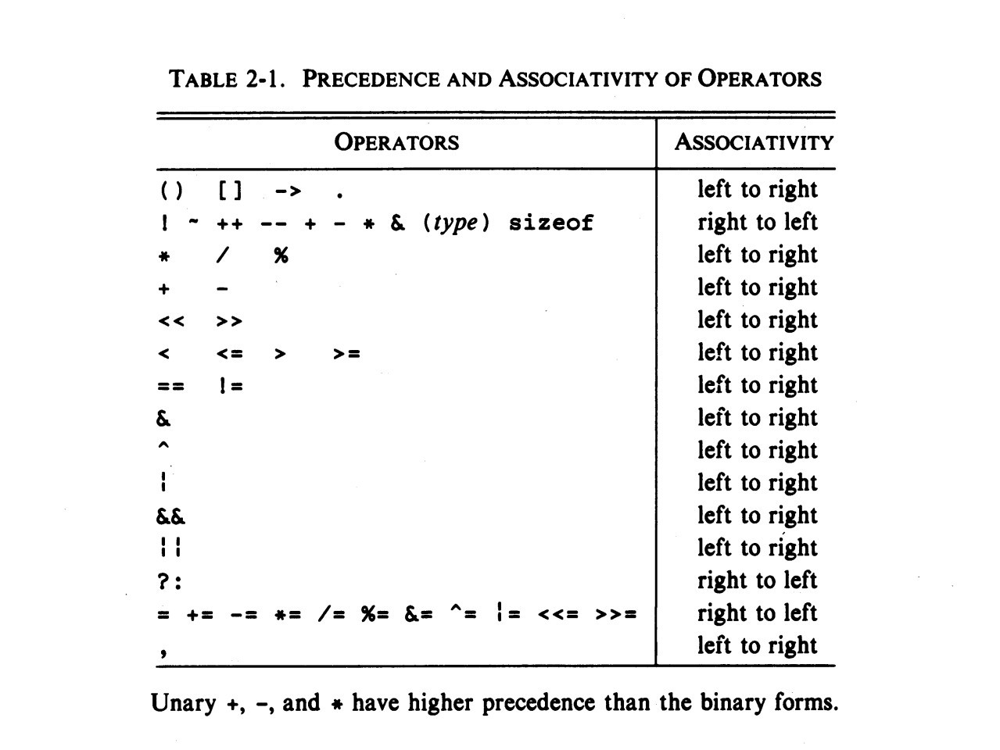 TABLE 2-1. PRECEDENCE AND ASSOCIATIVITY OF OPERATORS
OPERATORS ASSOCIATIVITY
() [] -> . left to right
! ~ ++ -- + - * & (type) sizeof right to left
* / % left to right
+ - left to right
<< >> left to right
< <= > >= left to right
== != left to right
& left to right
^ left to right
| left to right
&& left to right
|| left to right
?: right to left
= += -= *= /= %= &= ^= |= <<= >>= right to left
, left to right
Unary +, -, and * have higher precedence than the binary forms.